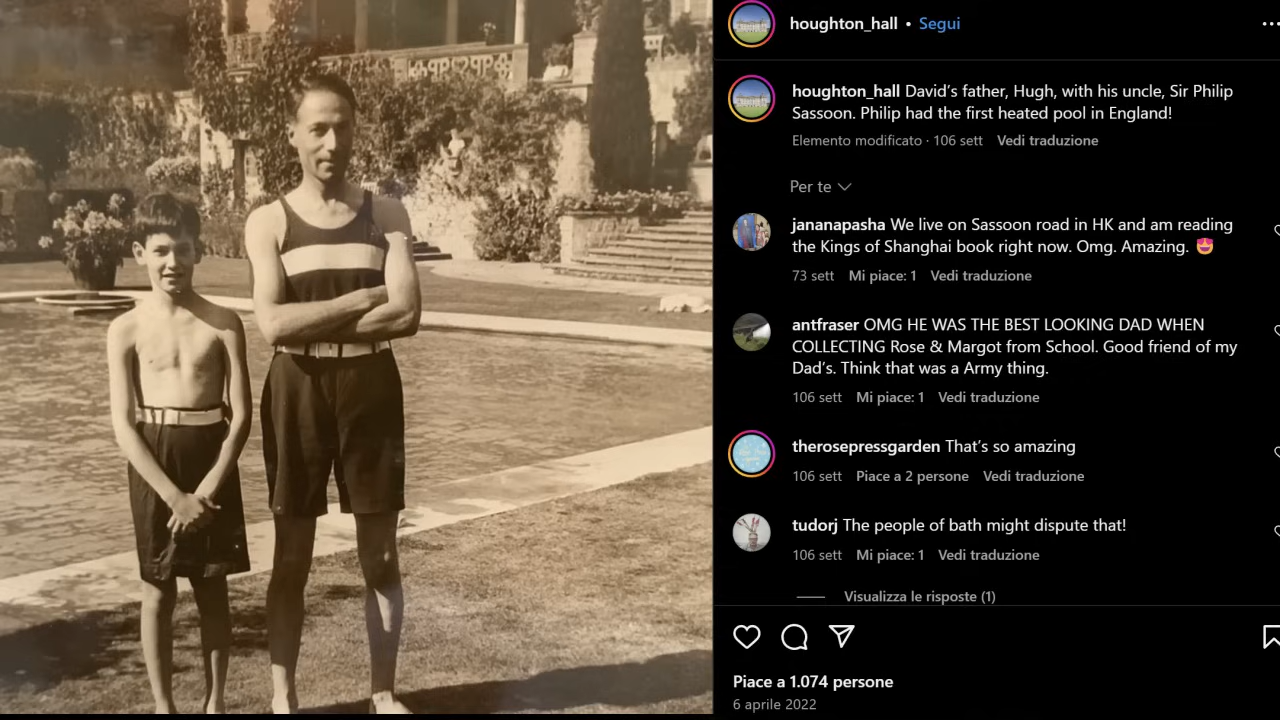 houghton_hall • Segui
houghton_hall David's father, Hugh, with his uncle, Sir Philip
Sassoon. Philip had the first heated pool in England!
Elemento modificato · 106 sett Vedi traduzione
Per te
jananapasha We live on Sassoon road in HK and am reading
the Kings of Shanghai book right now. Omg. Amazing. 😍
73 sett Mi piace: 1 Vedi traduzione
antfraser OMG HE WAS THE BEST LOOKING DAD WHEN
COLLECTING Rose & Margot from School. Good friend of my
Dad's. Think that was a Army thing.
106 sett Mi piace: 1 Vedi traduzione
therosepressgarden That's so amazing
106 sett Piace a 2 persone Vedi traduzione
tudorj The people of bath might dispute that!
106 sett Mi piace: 1 Vedi traduzione
Visualizza le risposte (1)
Piace a 1.074 persone
6 aprile 2022